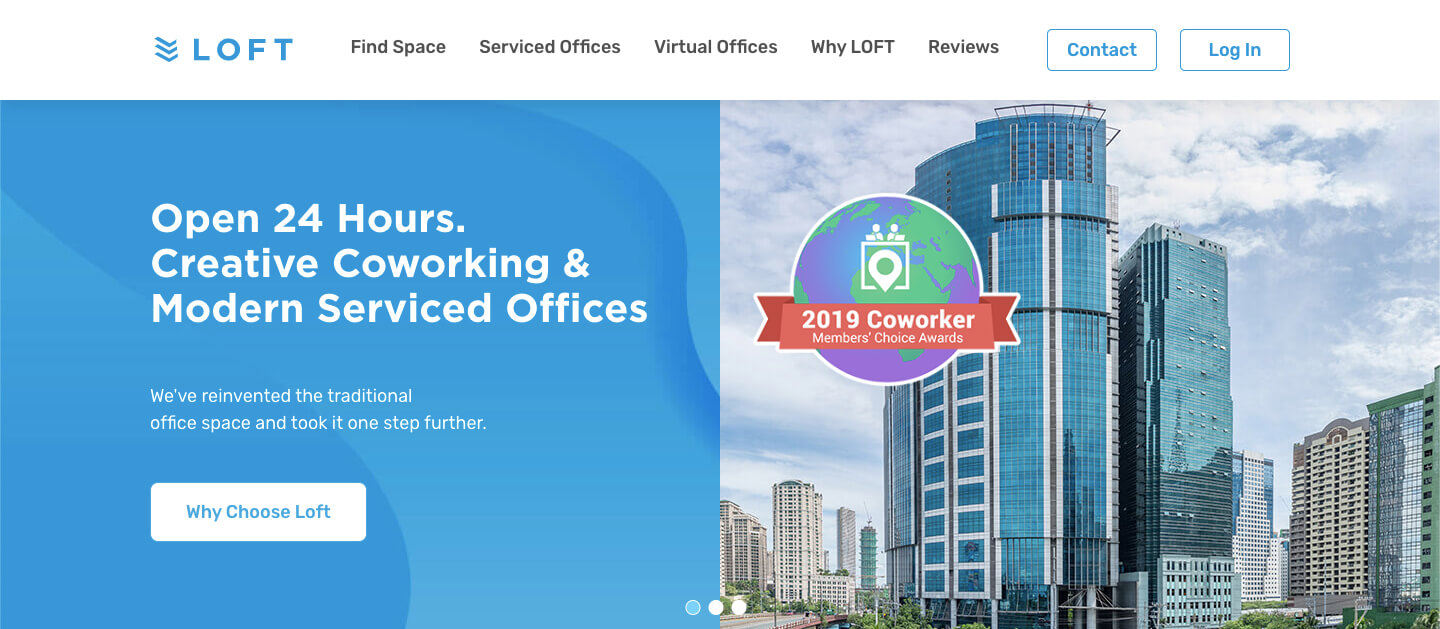 LOFT
Find Space
Serviced Offices
Virtual Offices
Why LOFT
Reviews
Contact
Log In
Open 24 Hours.
Creative Coworking &
Modern Serviced Offices
We've reinvented the traditional
office space and took it one step further.
Why Choose Loft
2019 Coworker
Members' Choice Awards